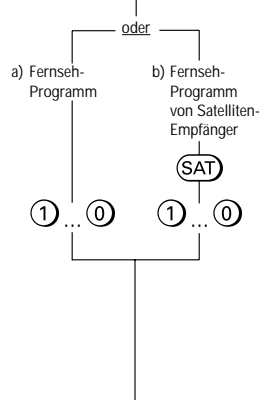 oder
a) Fernseh-
Programm
b) Fernseh-
Programm
von Satelliten-
Empfänger
SAT
1 ... 0
1 ... 0